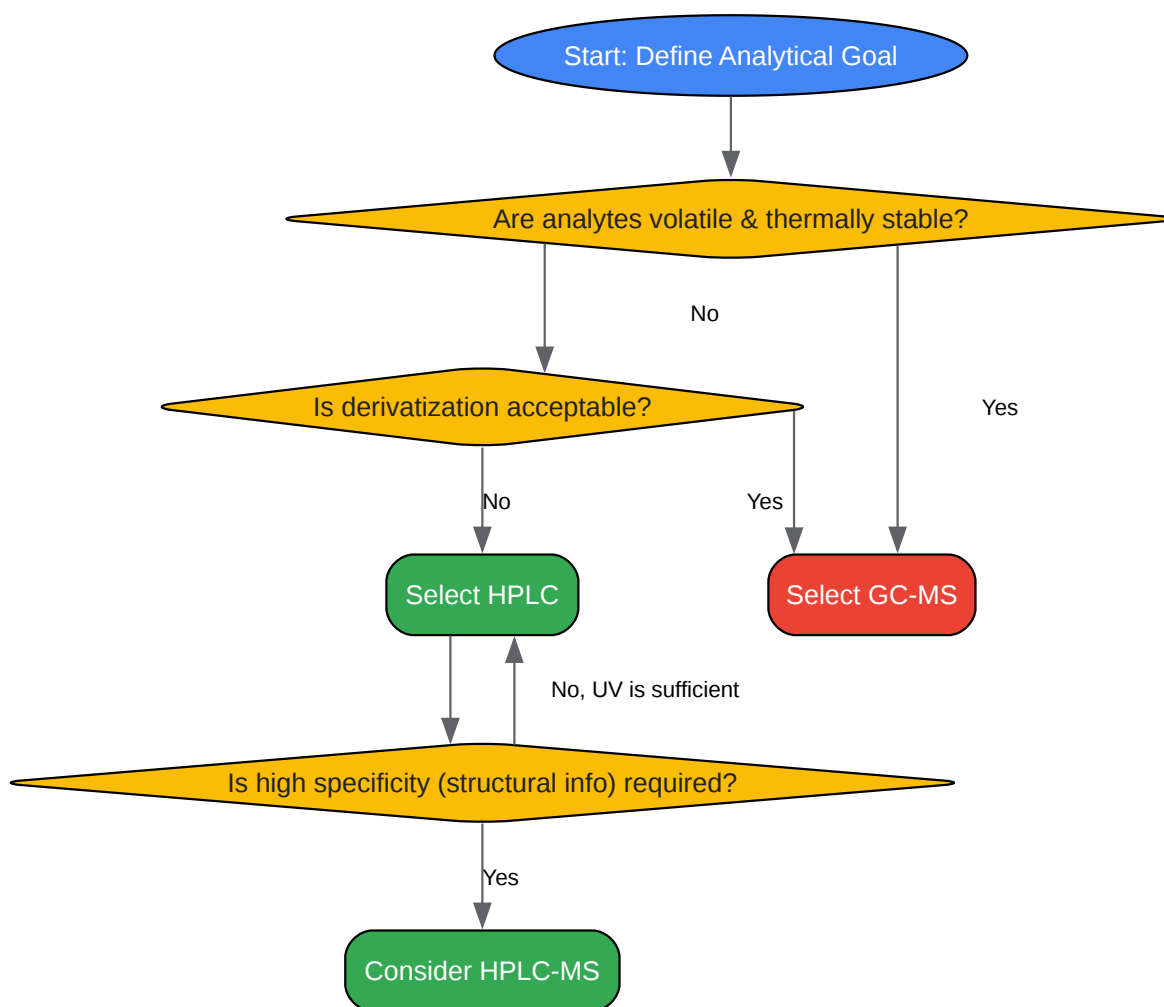 Start: Define Analytical Goal
Are analytes volatile & thermally stable?
No
Is derivatization acceptable?
Yes
No
Yes
Select HPLC
Select GC-MS
No, UV is sufficient
Is high specificity (structural info) required?
Yes
Consider HPLC-MS